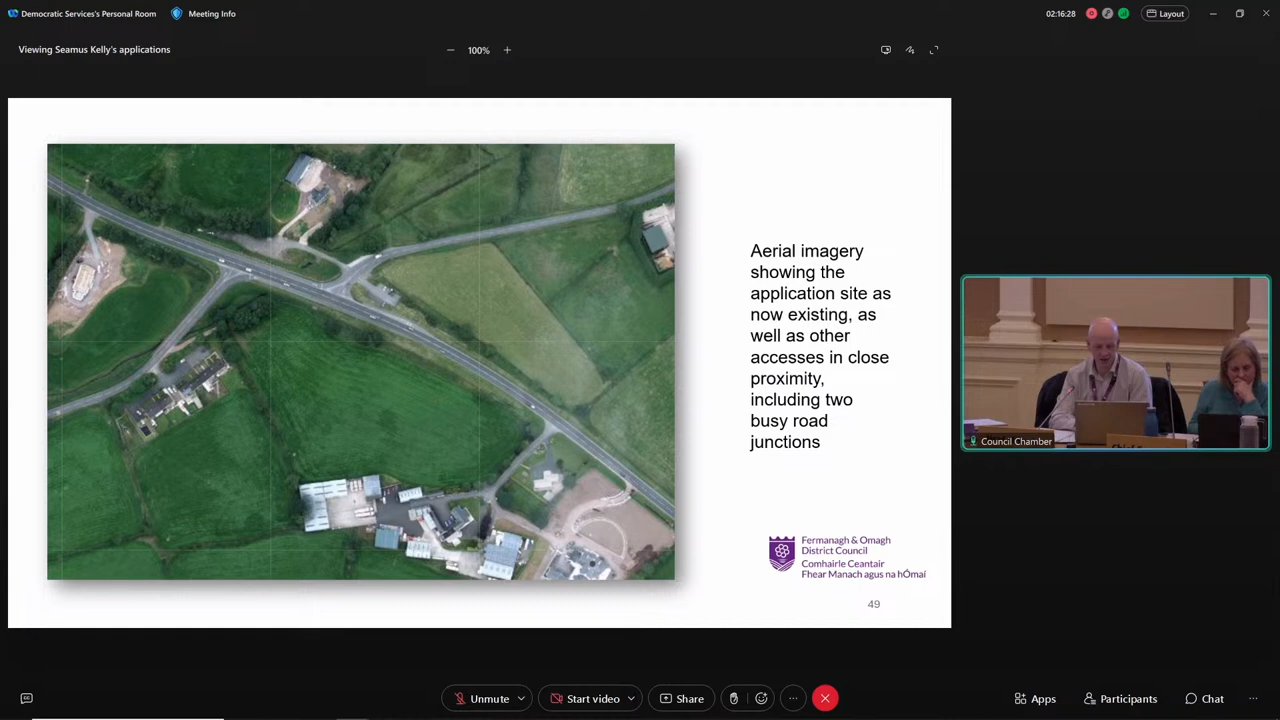 Democratic Services's Personal Room
Meeting Info
02:16:28
Layout
Viewing Seamus Kelly's applications
100%
Aerial imagery
showing the
application site as
now existing, as
well as other
accesses in close
proximity,
including two
busy road
junctions
Fermanagh & Omagh
District Council
Comhairle Ceantair
Fhear Manach agus na hÓmaí
49
Council Chamber
Unmute
Start video
Share
Apps
Participants
Chat